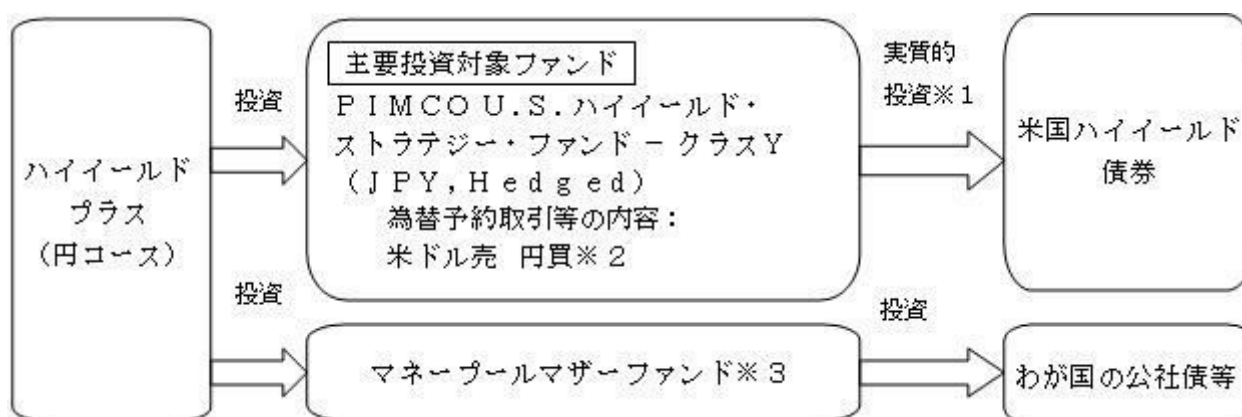 ハイイールド
プラス
(円コース)
投資
主要投資対象ファンド
PIMCO U.S.ハイイールド・
ストラテジー・ファンド - クラスY
(JPY,Hedged)
為替予約取引等の内容:
米ドル売 円買※2
実質的
投資※1
米国ハイイールド
債券
投資
マネープールマザーファンド※3
投資
わが国の公社債等